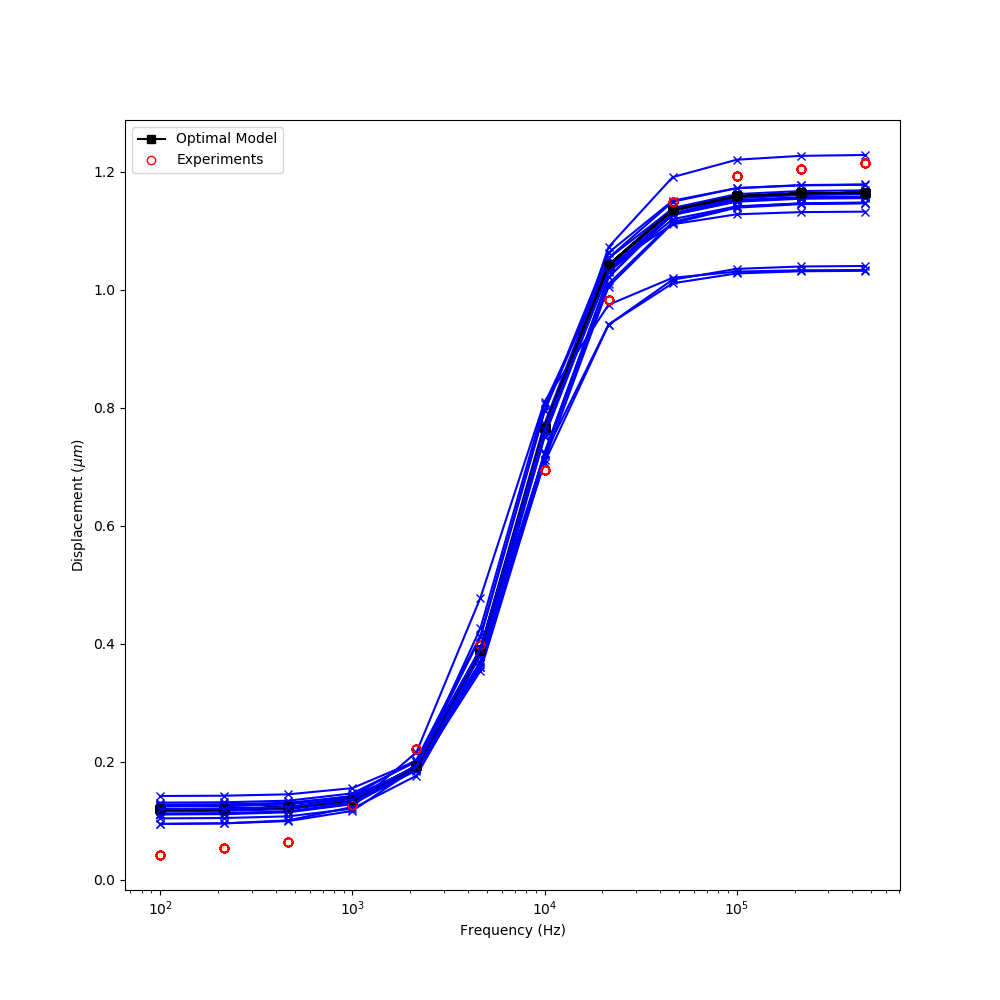 Optimal Model
Experiments
1.2
1.0
0.8
0.6
0.4
0.2
0.0
Displacement (μm)
10²
10³
10⁴
10⁵
Frequency (Hz)